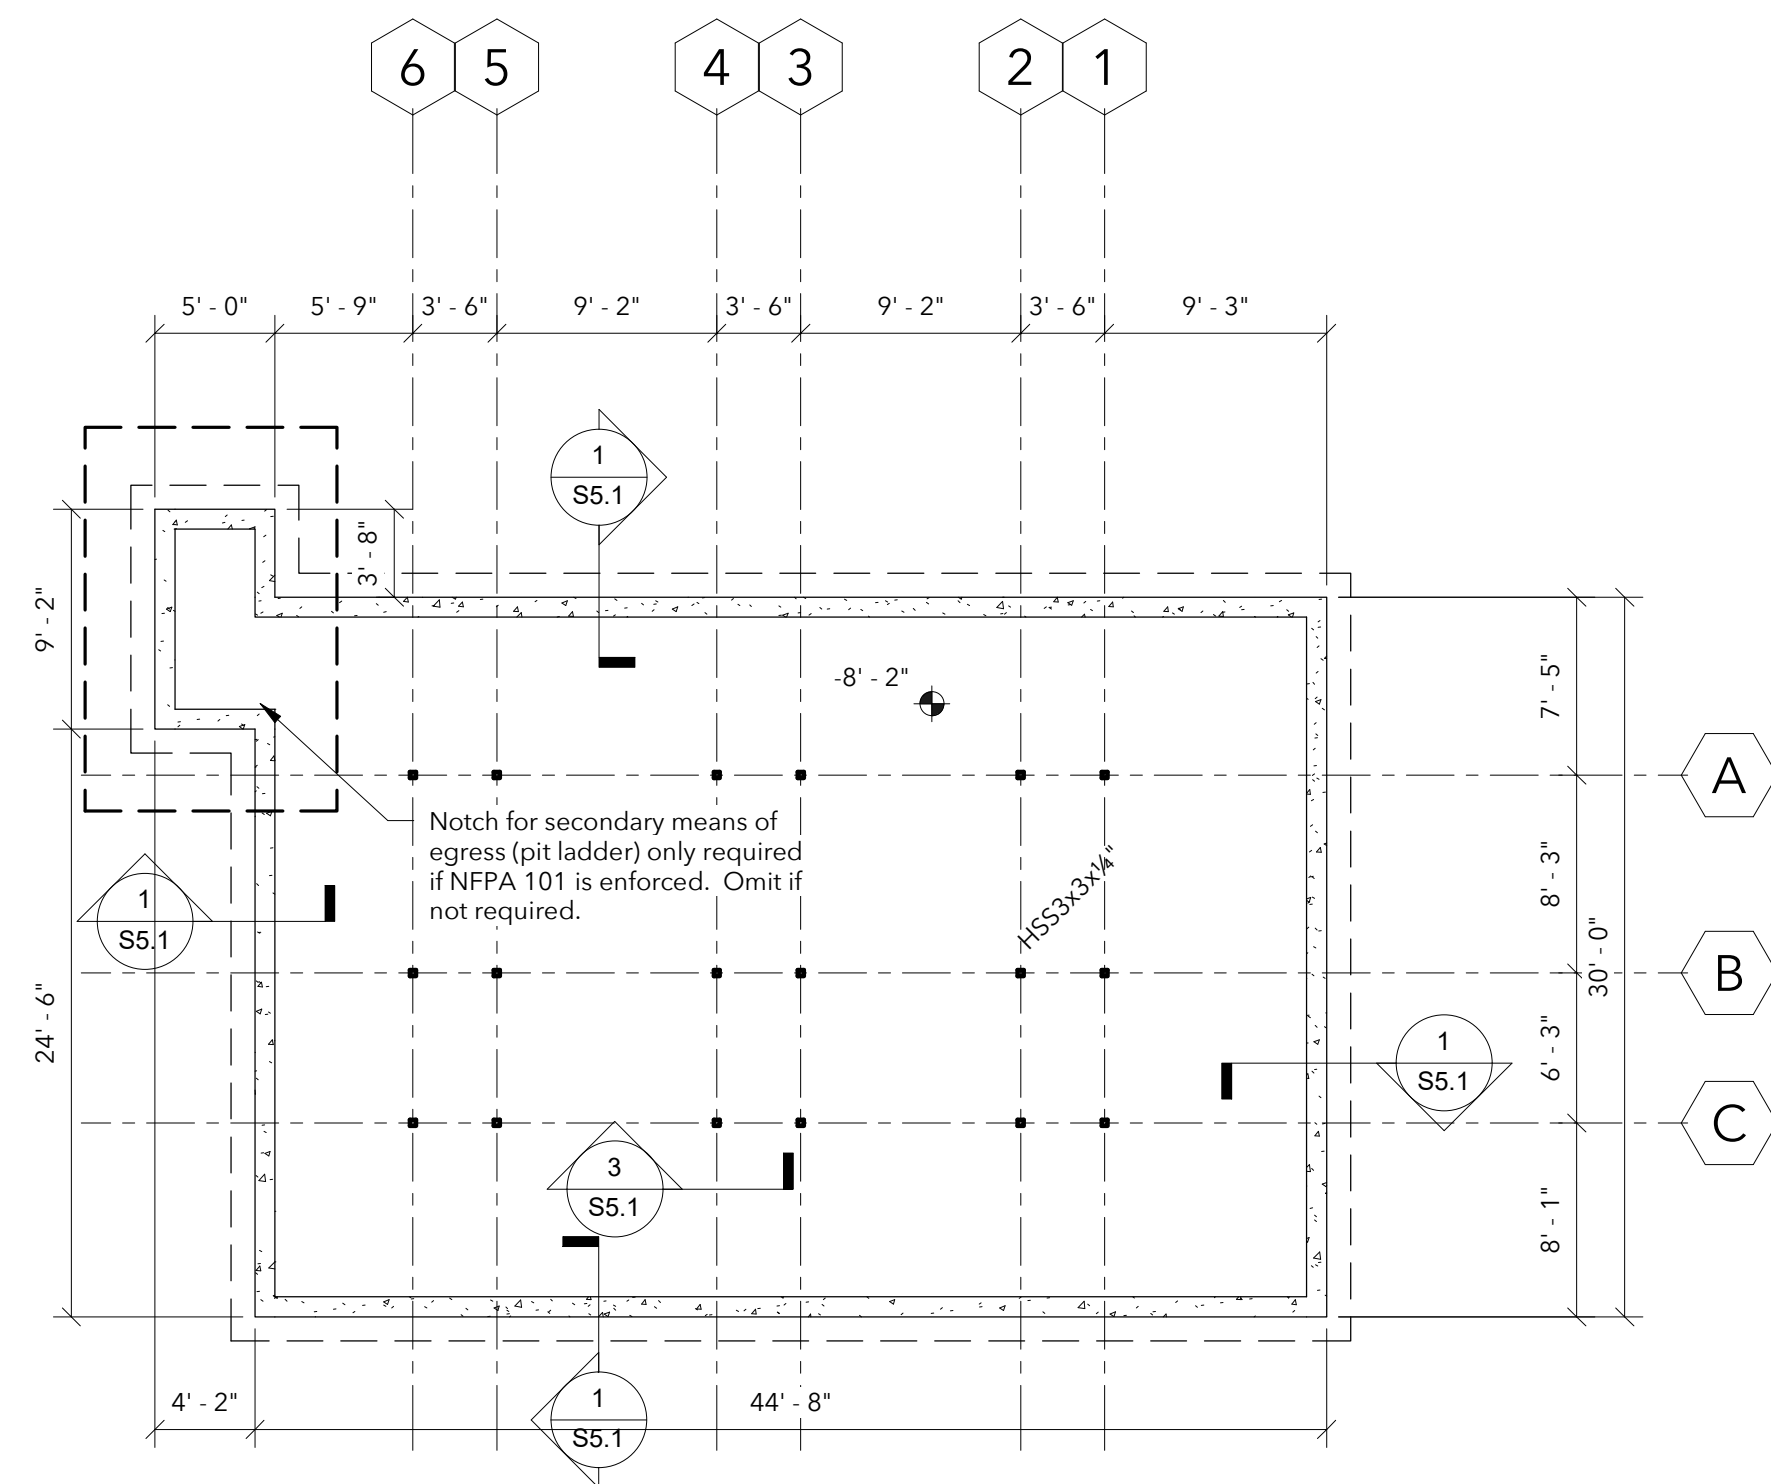 6 5 4 3 2 1
5' - 0" 5' - 9" 3' - 6" 9' - 2" 3' - 6" 9' - 2" 3' - 6" 9' - 3"
1
S5.1
3' - 8"
9' - 2"
-8' - 2"
7' - 5"
A
Notch for secondary means of
egress (pit ladder) only required
if NFPA 101 is enforced. Omit if
not required.
HSS3x3x¼"
8' - 3"
1
S5.1
30' - 0"
B
24' - 6"
6' - 3"
1
S5.1
C
3
S5.1
8' - 1"
4' - 2"
1
S5.1
44' - 8"